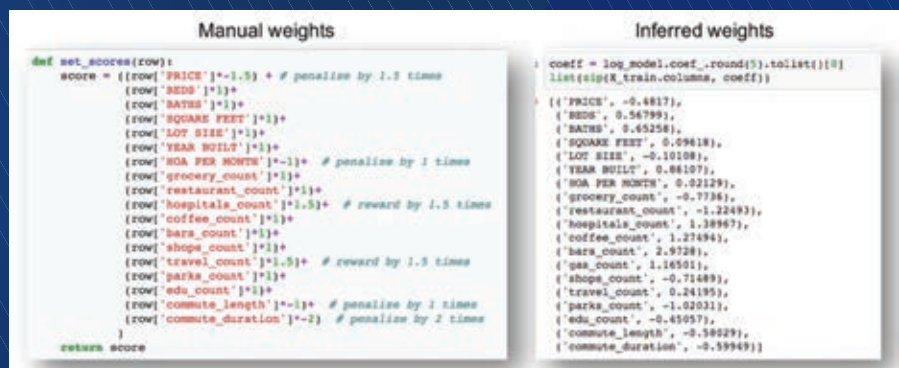 Manual weights
def set_scores(row):
score = ((row['PRICE']*-1.5) + # penalize by 1.5 times
(row['BEDS']*1)+
(row['BATHS']*1)+
(row['SQUARE FEET']*1)+
(row['LOT SIZE']*1)+
(row['YEAR BUILT']*1)+
(row['HOA PER MONTH']*-1)+ # penalize by 1 times
(row['grocery_count']*1)+
(row['restaurant_count']*1)+
(row['hospitals_count']*1.5)+ # reward by 1.5 times
(row['coffee_count']*1)+
(row['bars_count']*1)+
(row['shops_count']*1)+
(row['travel_count']*1.5)+ # reward by 1.5 times
(row['parks_count']*1)+
(row['edu_count']*1)+
(row['commute_length']*-1)+ # penalize by 1 times
(row['commute_duration']*-2) # penalize by 2 times
)
return score
Inferred weights
coeff = log_model.coef_.round(5).tolist()[0]
list(zip(X_train.columns, coeff))
[('PRICE', -0.4817),
('BEDS', 0.56799),
('BATHS', 0.65258),
('SQUARE FEET', 0.09618),
('LOT SIZE', -0.10108),
('YEAR BUILT', 0.86107),
('HOA PER MONTH', 0.02129),
('grocery_count', -0.7736),
('restaurant_count', -1.22493),
('hospitals_count', 1.38967),
('coffee_count', 1.27494),
('bars_count', 2.9728),
('gas_count', 1.16501),
('shops_count', -0.71489),
('travel_count', 0.24195),
('parks_count', -1.02031),
('edu_count', -0.45057),
('commute_length', -0.58029),
('commute_duration', -0.59949)]